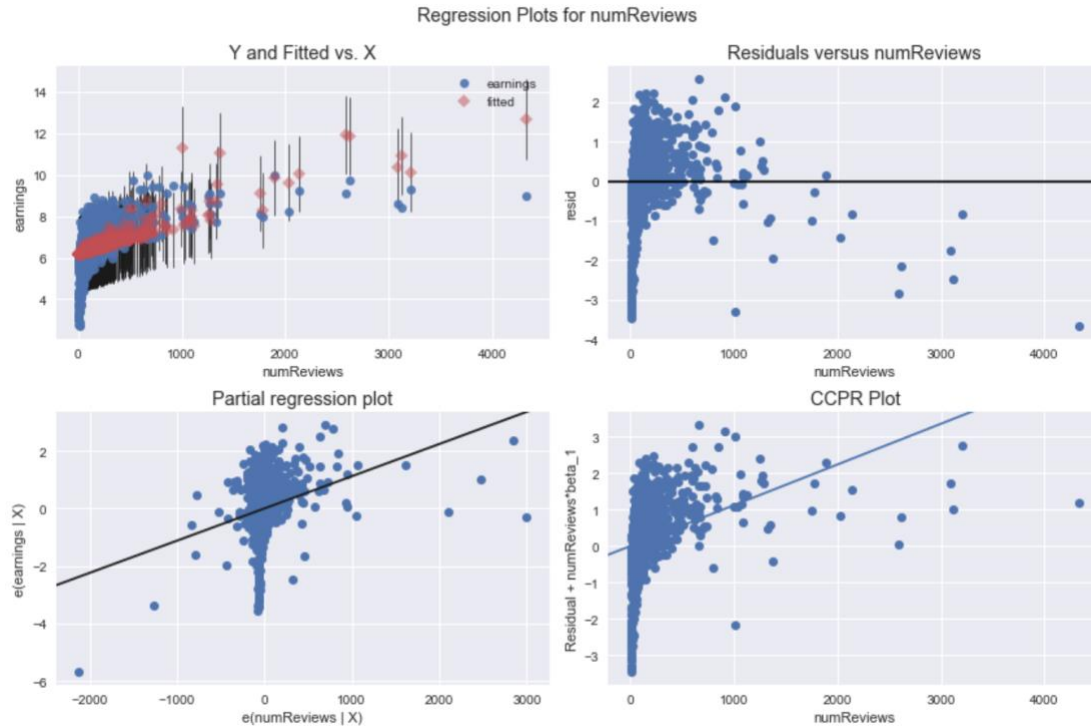 Regression Plots for numReviews
Y and Fitted vs. X
earnings
fitted
14
12
10
8
6
4
earnings
0 1000 2000 3000 4000
numReviews
Residuals versus numReviews
2
1
0
−1
−2
−3
−4
resid
0 1000 2000 3000 4000
numReviews
Partial regression plot
2
0
−2
−4
−6
e(earnings | X)
−2000 −1000 0 1000 2000 3000
e(numReviews | X)
CCPR Plot
3
2
1
0
−1
−2
−3
Residual + numReviews*beta_1
0 1000 2000 3000 4000
numReviews